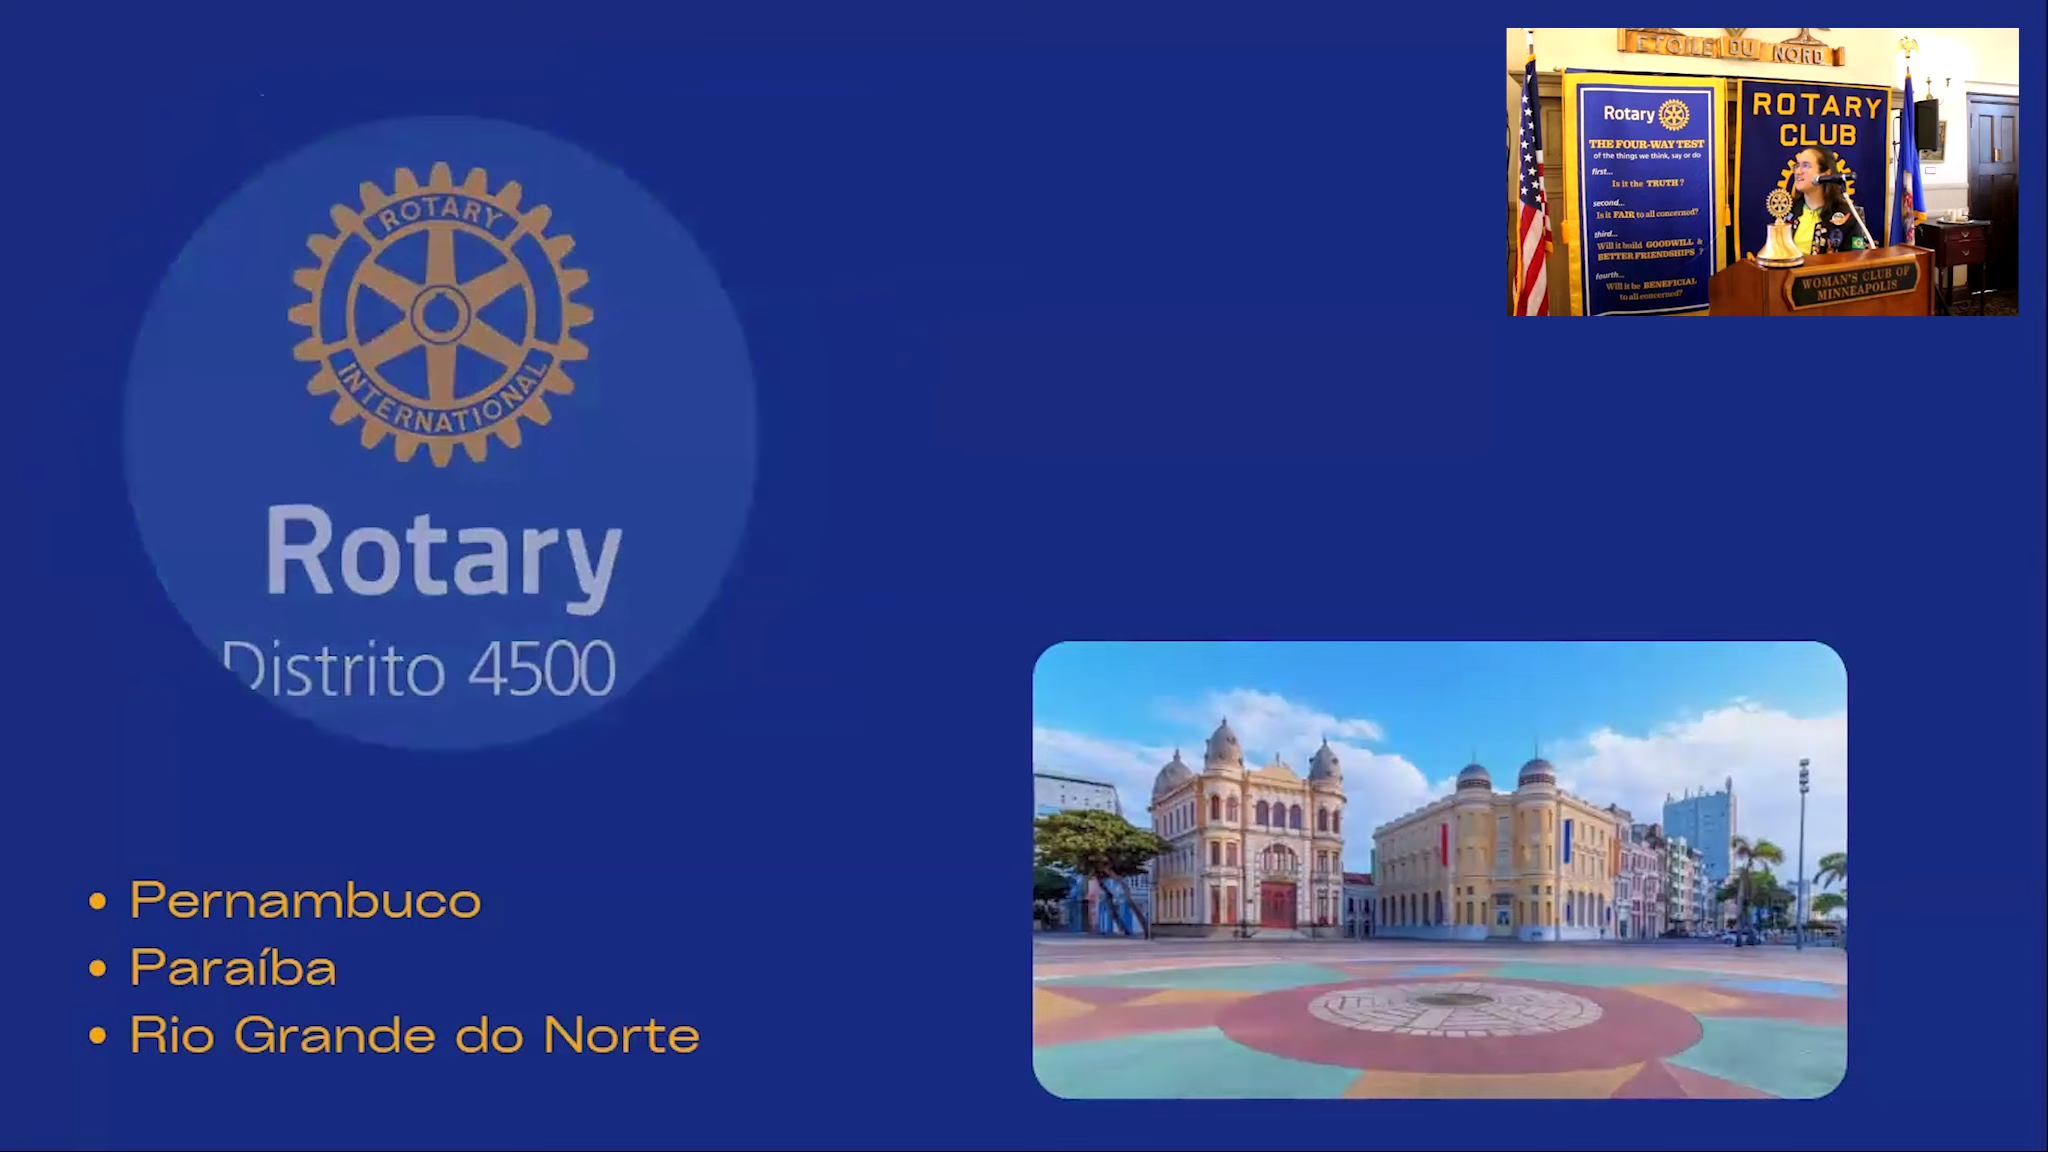 ROTARY
INTERNATIONAL
Rotary
Distrito 4500
Pernambuco
Paraíba
Rio Grande do Norte
ETOILE DU NORD
Rotary
THE FOUR-WAY TEST
of the things we think, say or do
first...
Is it the TRUTH ?
second...
Is it FAIR to all concerned?
third...
Will it build GOODWILL &
BETTER FRIENDSHIPS ?
fourth...
Will it be BENEFICIAL
to all concerned?
ROTARY
CLUB
WOMAN'S CLUB OF
MINNEAPOLIS